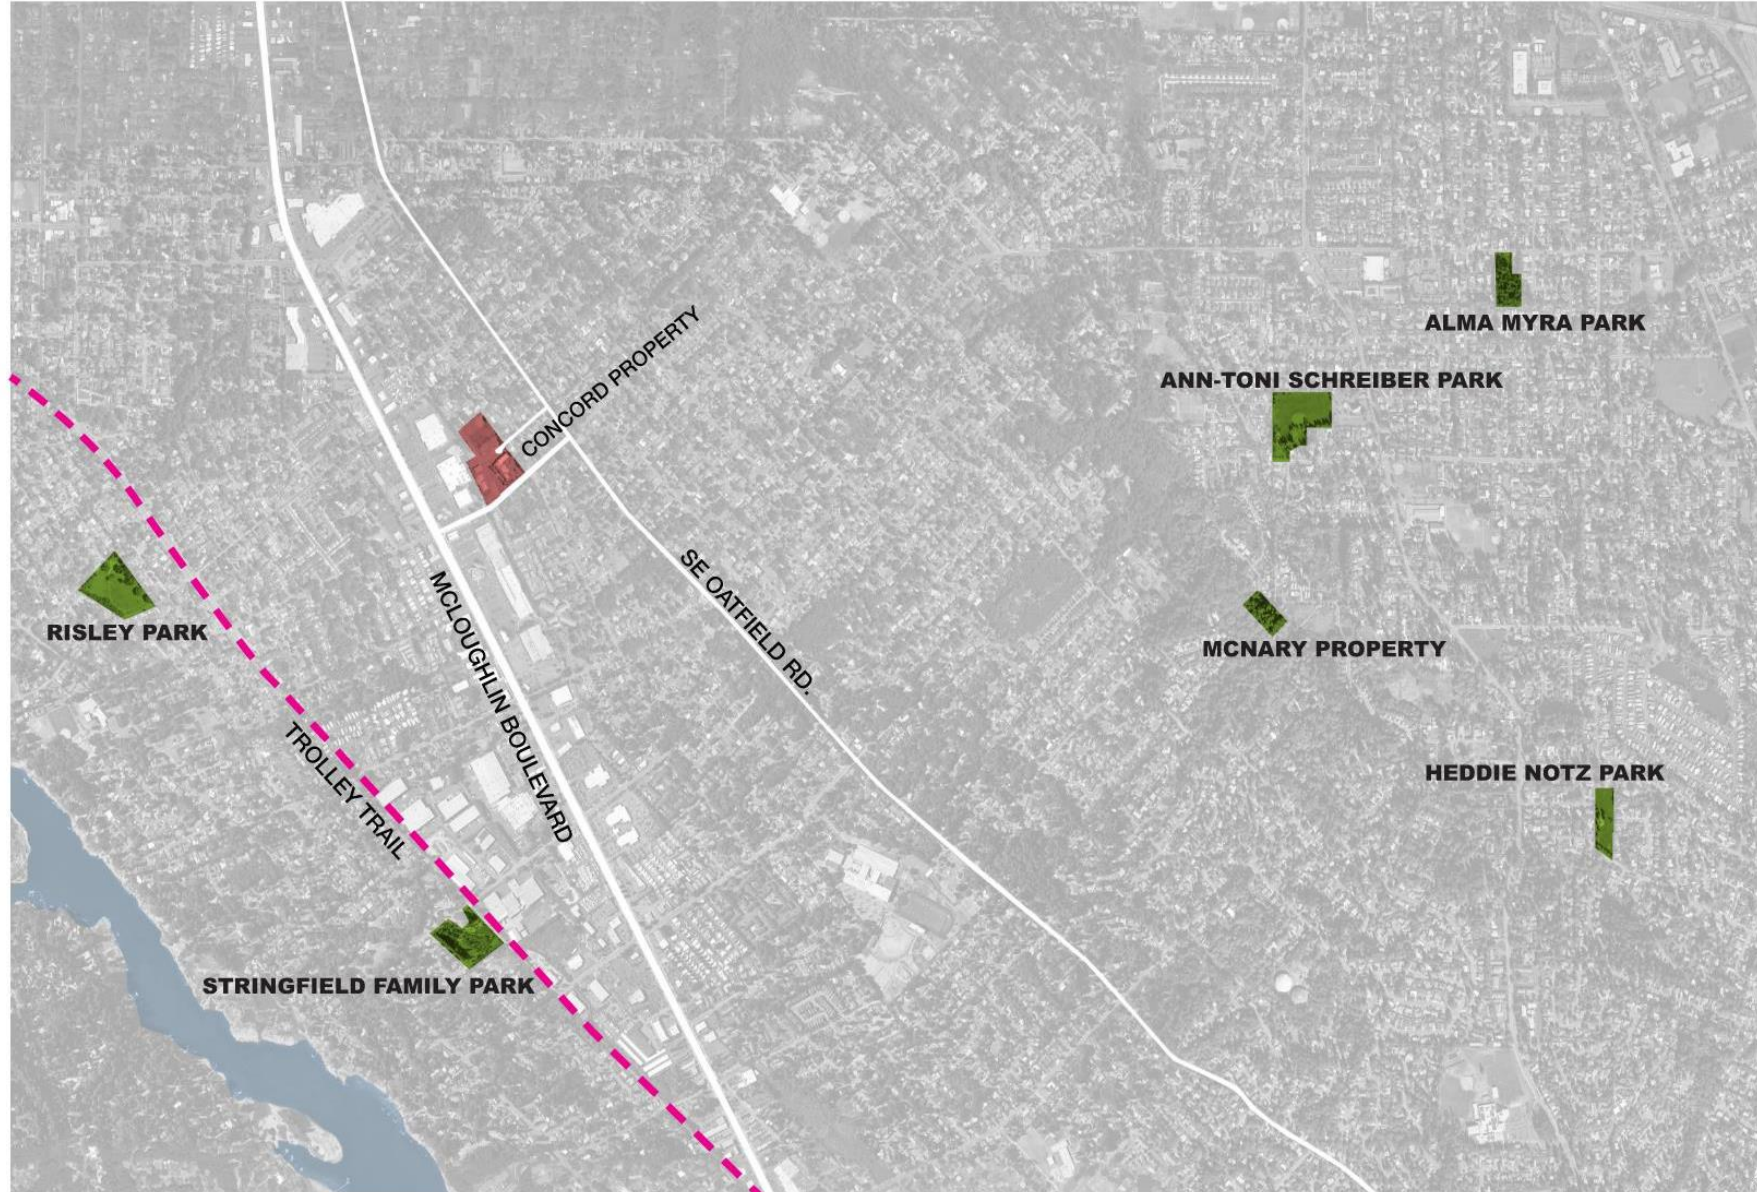 ALMA MYRA PARK
ANN-TONI SCHREIBER PARK
CONCORD PROPERTY
RISLEY PARK
MCLOUGHLIN BOULEVARD
SE OATFIELD RD.
MCNARY PROPERTY
TROLLEY TRAIL
HEDDIE NOTZ PARK
STRINGFIELD FAMILY PARK